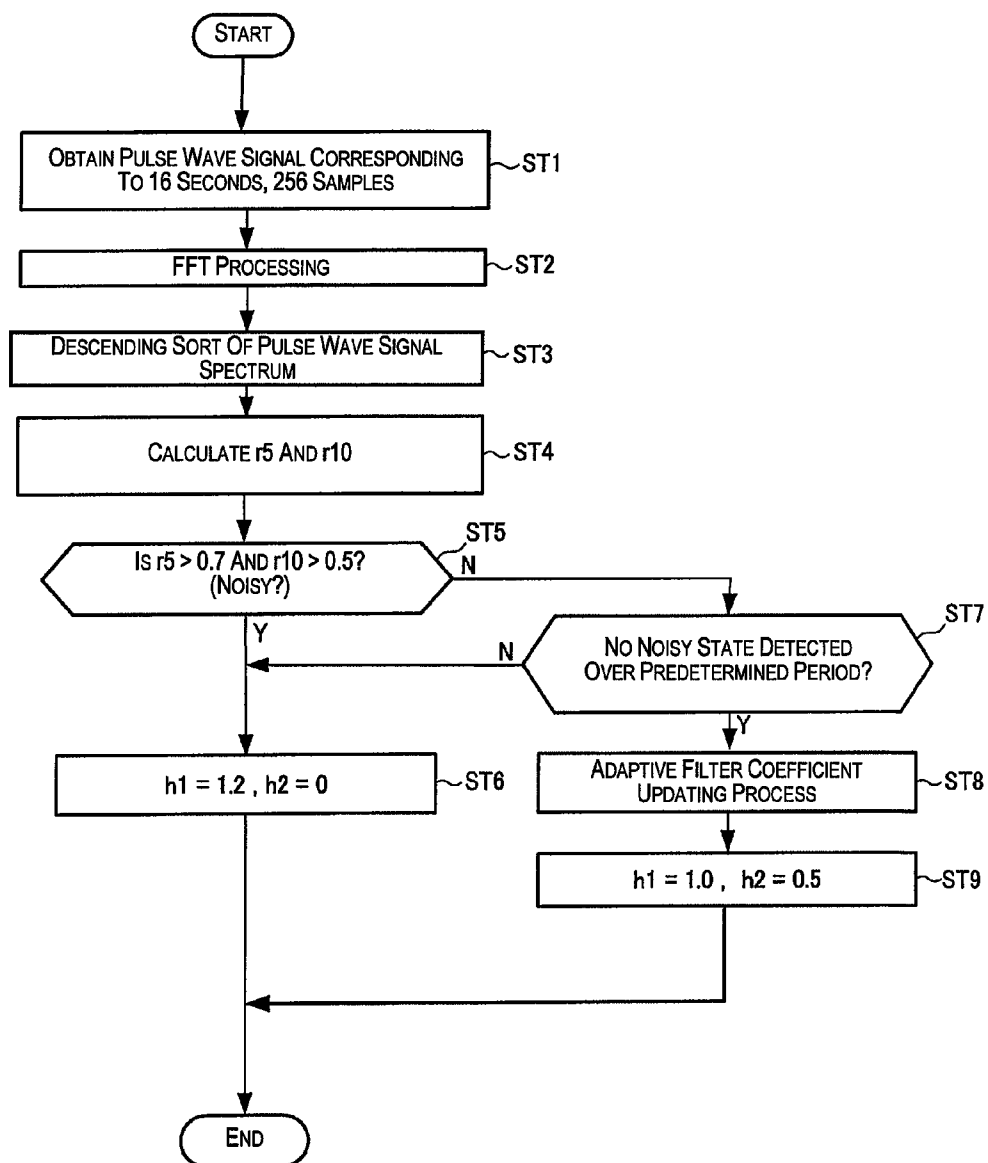 START
OBTAIN PULSE WAVE SIGNAL CORRESPONDING
TO 16 SECONDS, 256 SAMPLES
ST1
FFT PROCESSING
ST2
DESCENDING SORT OF PULSE WAVE SIGNAL
SPECTRUM
ST3
CALCULATE r5 AND r10
ST4
IS r5 > 0.7 AND r10 > 0.5?
(NOISY?)
ST5
N
Y
NO NOISY STATE DETECTED
OVER PREDETERMINED PERIOD?
ST7
N
Y
h1 = 1.2 , h2 = 0
ST6
ADAPTIVE FILTER COEFFICIENT
UPDATING PROCESS
ST8
h1 = 1.0 , h2 = 0.5
ST9
END